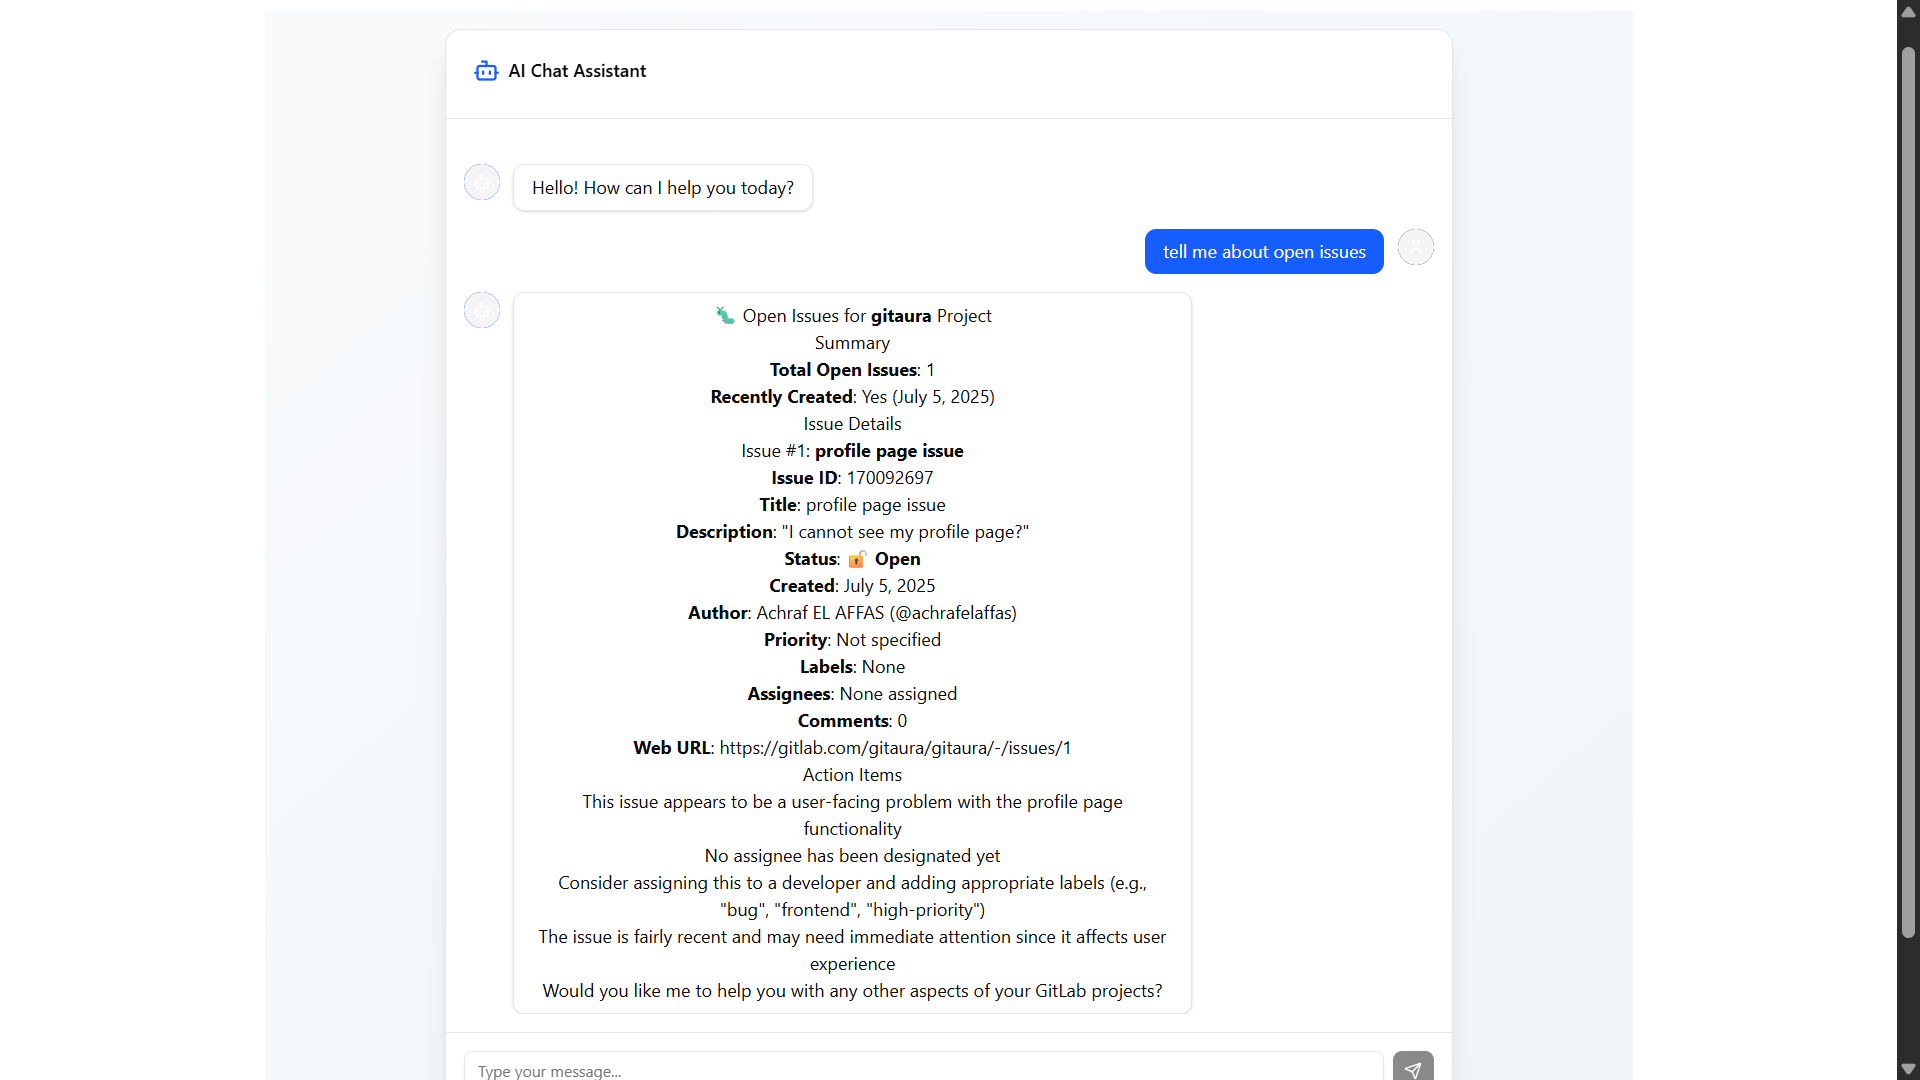 AI Chat Assistant
Hello! How can I help you today?
tell me about open issues
🐛 Open Issues for gitaura Project
Summary
Total Open Issues: 1
Recently Created: Yes (July 5, 2025)
Issue Details
Issue #1: profile page issue
Issue ID: 170092697
Title: profile page issue
Description: "I cannot see my profile page?"
Status: 🔓 Open
Created: July 5, 2025
Author: Achraf EL AFFAS (@achrafelaffas)
Priority: Not specified
Labels: None
Assignees: None assigned
Comments: 0
Web URL: https://gitlab.com/gitaura/gitaura/-/issues/1
Action Items
This issue appears to be a user-facing problem with the profile page
functionality
No assignee has been designated yet
Consider assigning this to a developer and adding appropriate labels (e.g.,
"bug", "frontend", "high-priority")
The issue is fairly recent and may need immediate attention since it affects user
experience
Would you like me to help you with any other aspects of your GitLab projects?
Type your message...